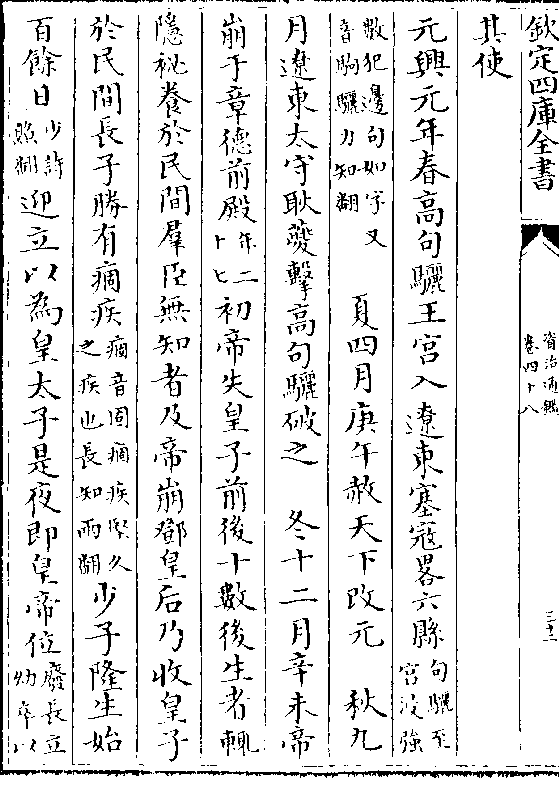 欽定四庫全書
資治通鑑
卷四十八
三十二
其使
元興元年春高句驪王宮入遼東塞寇畧六縣句驪至宮浸強
數犯邊句如字又音駒驪力知翻 夏四月庚午赦天下改元 秋九
月遼東太守耿夔擊高句驪破之 冬十二月辛未帝
崩于章德前殿年二十七初帝失皇子前後十數後生者輒
隱祕養於民間羣臣無知者及帝崩鄧皇后乃收皇子
於民間長子勝有痼疾痼音固痼疾堅久之疾也長知兩翻少子隆生始
百餘日少詩照翻迎立以為皇太子是夜即皇帝位廢長立幼卒以